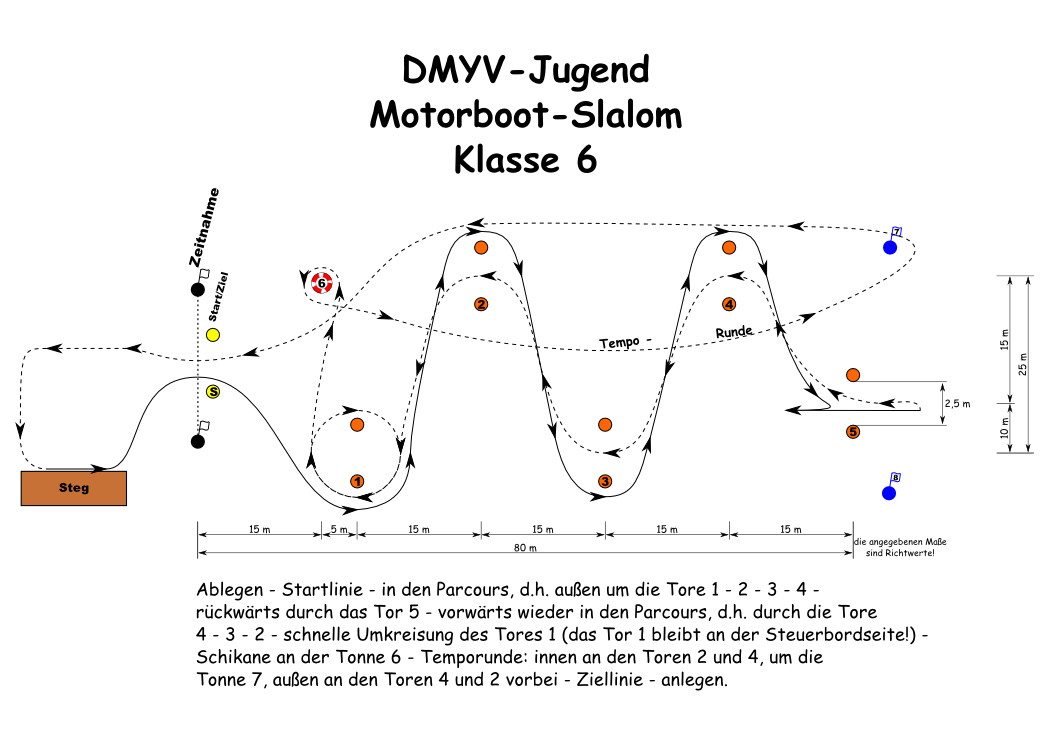 DMYV-Jugend
Motorboot-Slalom
Klasse 6
Zeitnahme
Start/Ziel
7
6
2
4
Tempo - Runde
S
15 m
25 m
2,5 m
10 m
5
1
3
8
Steg
15 m
5 m
15 m
15 m
15 m
15 m
80 m
die angegebenen Maße
sind Richtwerte!
Ablegen - Startlinie - in den Parcours, d.h. außen um die Tore 1 - 2 - 3 - 4 -
rückwärts durch das Tor 5 - vorwärts wieder in den Parcours, d.h. durch die Tore
4 - 3 - 2 - schnelle Umkreisung des Tores 1 (das Tor 1 bleibt an der Steuerbordseite!) -
Schikane an der Tonne 6 - Temporunde: innen an den Toren 2 und 4, um die
Tonne 7, außen an den Toren 4 und 2 vorbei - Ziellinie - anlegen.